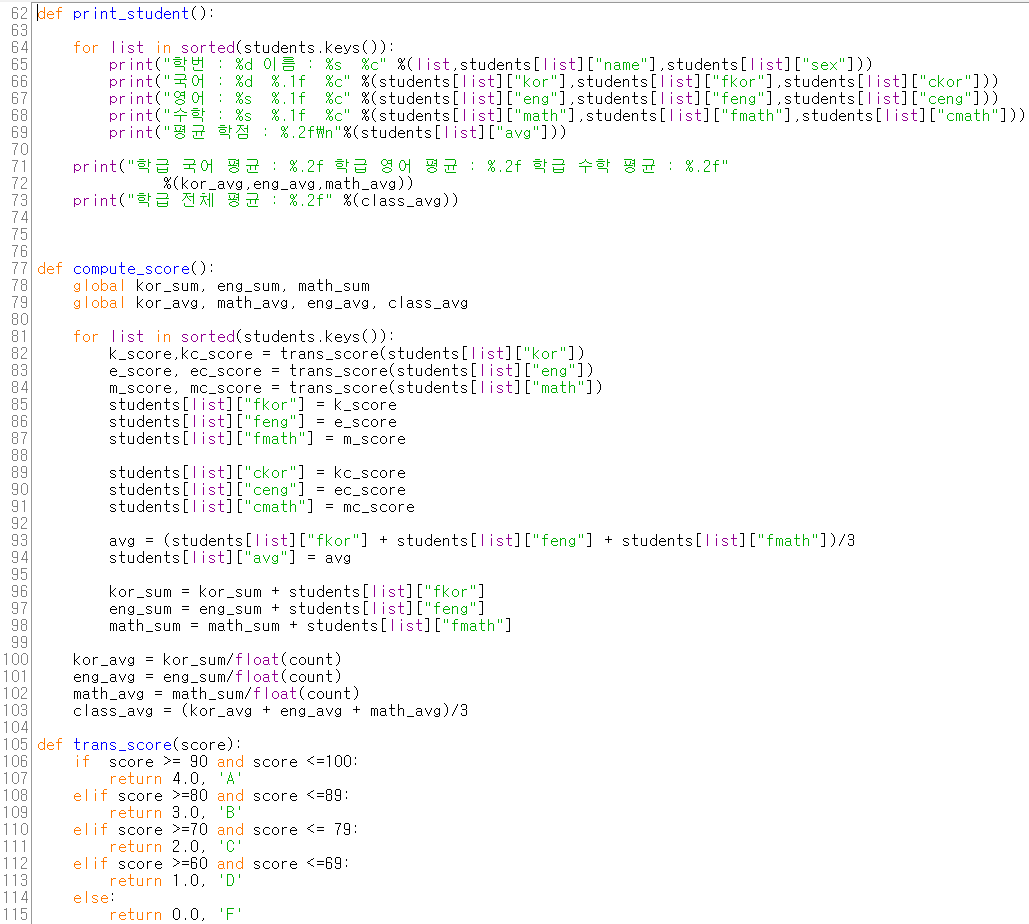 62 def print_student():
63
64     for list in sorted(students.keys()):
65         print("학번 : %d 이름 : %s  %c" %(list,students[list]["name"],students[list]["sex"]))
66         print("국어 : %d  %.1f  %c" %(students[list]["kor"],students[list]["fkor"],students[list]["ckor"]))
67         print("영어 : %s  %.1f  %c" %(students[list]["eng"],students[list]["feng"],students[list]["ceng"]))
68         print("수학 : %s  %.1f  %c" %(students[list]["math"],students[list]["fmath"],students[list]["cmath"]))
69         print("평균 학점 : %.2f₩n"%(students[list]["avg"]))
70
71     print("학급 국어 평균 : %.2f 학급 영어 평균 : %.2f 학급 수학 평균 : %.2f"
72               %(kor_avg,eng_avg,math_avg))
73     print("학급 전체 평균 : %.2f" %(class_avg))
74
75
76
77 def compute_score():
78     global kor_sum, eng_sum, math_sum
79     global kor_avg, math_avg, eng_avg, class_avg
80
81     for list in sorted(students.keys()):
82         k_score,kc_score = trans_score(students[list]["kor"])
83         e_score, ec_score = trans_score(students[list]["eng"])
84         m_score, mc_score = trans_score(students[list]["math"])
85         students[list]["fkor"] = k_score
86         students[list]["feng"] = e_score
87         students[list]["fmath"] = m_score
88
89         students[list]["ckor"] = kc_score
90         students[list]["ceng"] = ec_score
91         students[list]["cmath"] = mc_score
92
93         avg = (students[list]["fkor"] + students[list]["feng"] + students[list]["fmath"])/3
94         students[list]["avg"] = avg
95
96         kor_sum = kor_sum + students[list]["fkor"]
97         eng_sum = eng_sum + students[list]["feng"]
98         math_sum = math_sum + students[list]["fmath"]
99
100     kor_avg = kor_sum/float(count)
101     eng_avg = eng_sum/float(count)
102     math_avg = math_sum/float(count)
103     class_avg = (kor_avg + eng_avg + math_avg)/3
104
105 def trans_score(score):
106     if  score >= 90 and score <=100:
107         return 4.0, 'A'
108     elif score >=80 and score <=89:
109         return 3.0, 'B'
110     elif score >=70 and score <= 79:
111         return 2.0, 'C'
112     elif score >=60 and score <=69:
113         return 1.0, 'D'
114     else:
115         return 0.0, 'F'